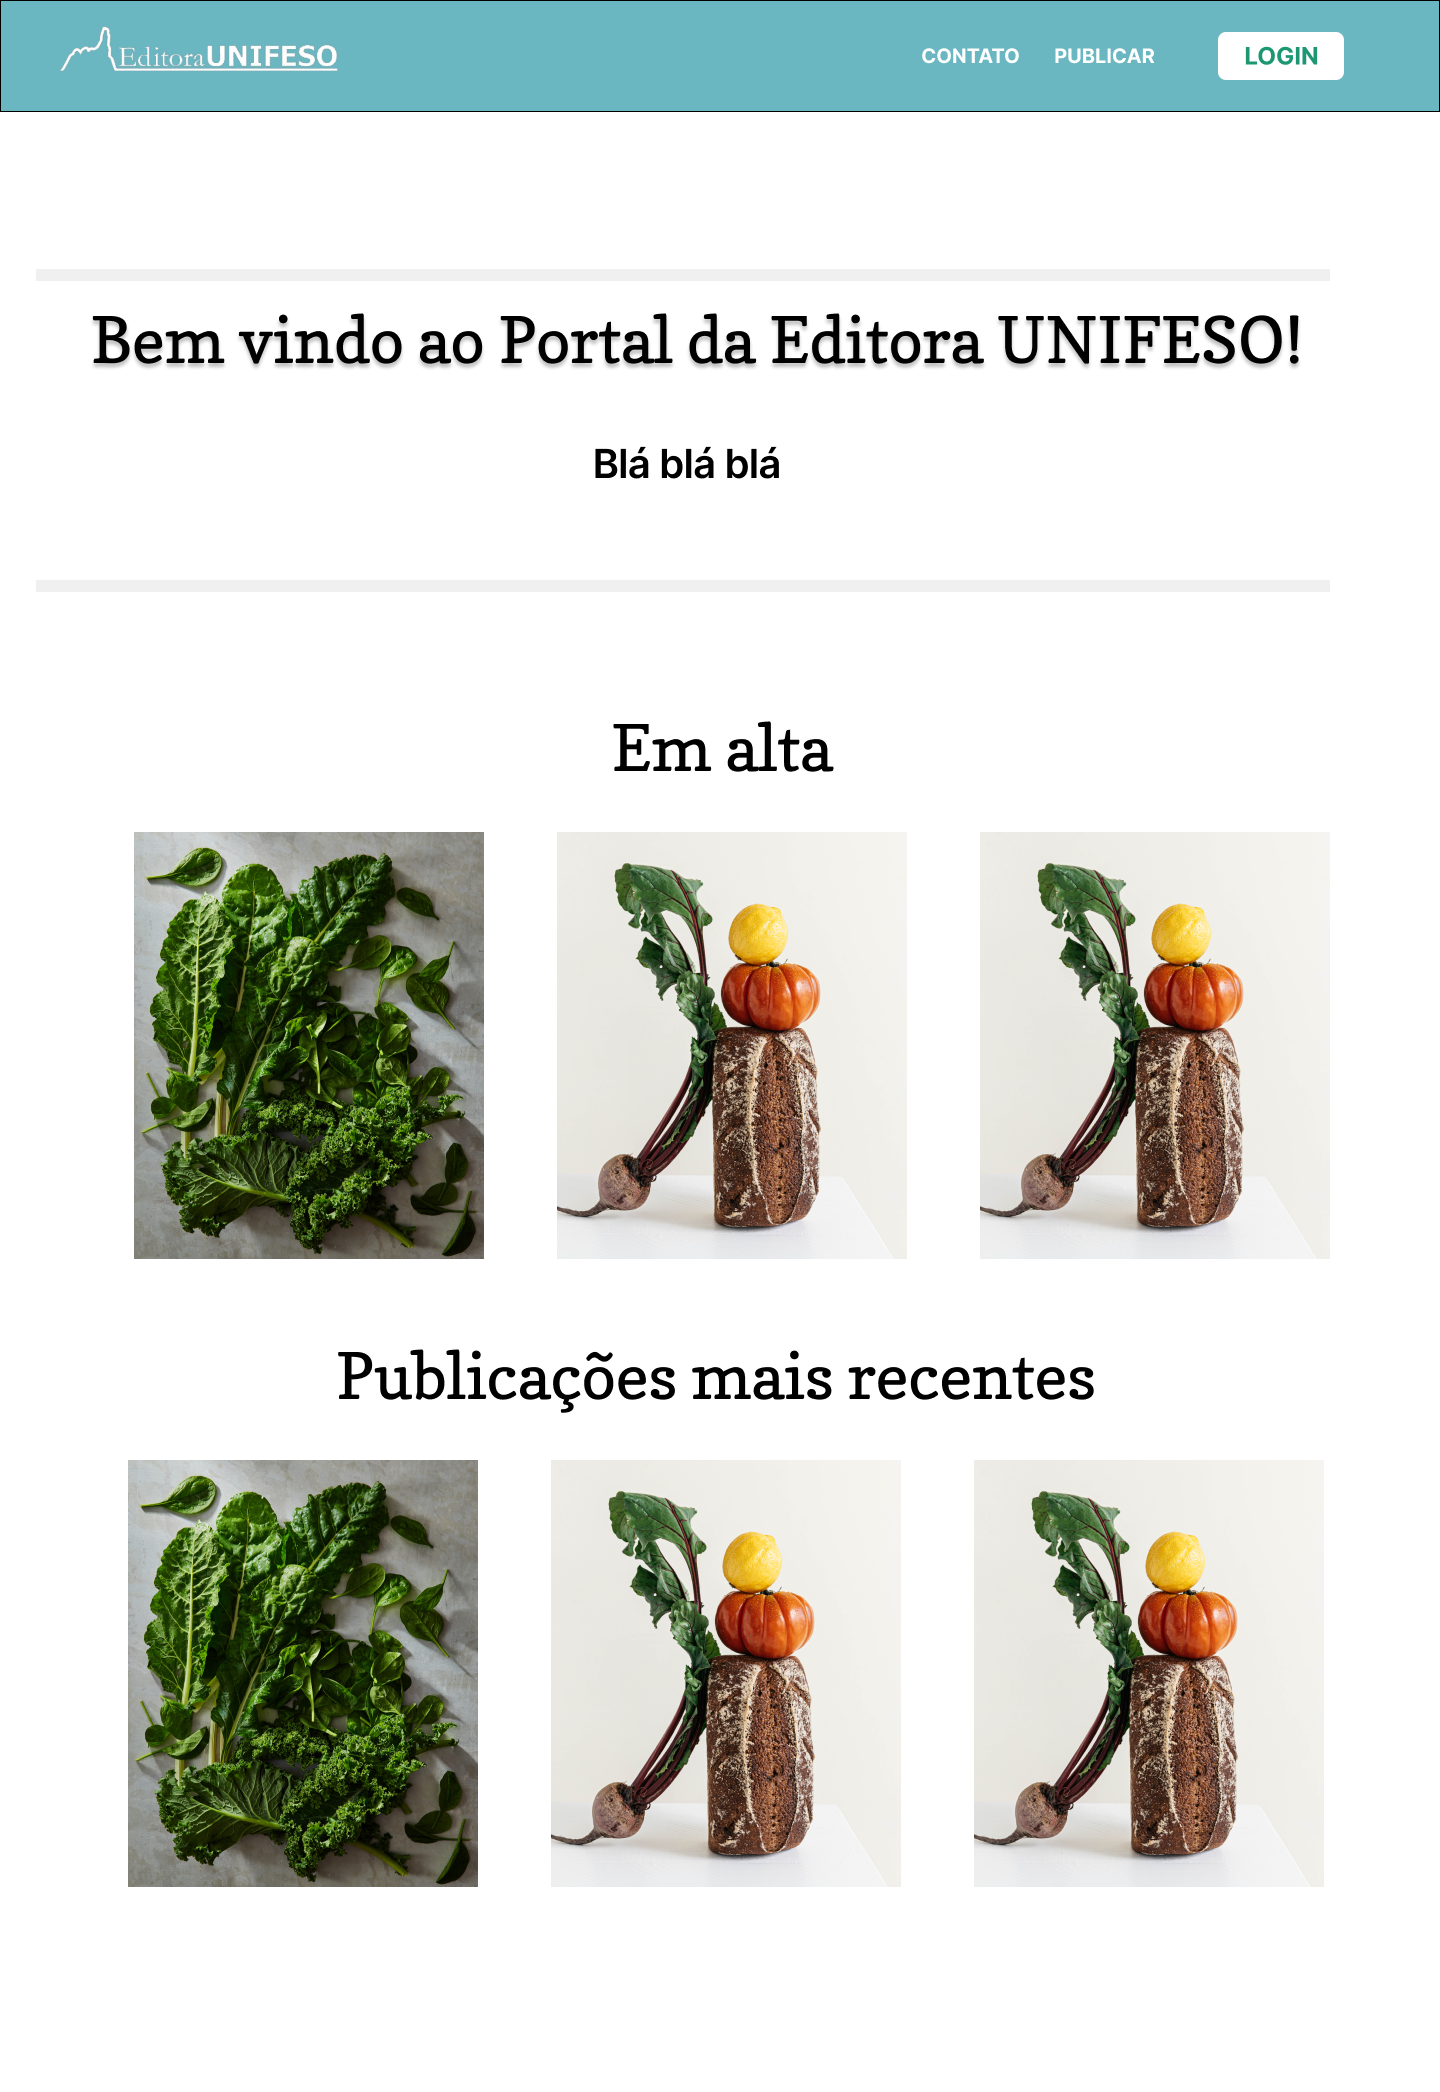 EditoraUNIFESO
CONTATO
PUBLICAR
LOGIN
Bem vindo ao Portal da Editora UNIFESO!
Blá blá blá
Em alta
Publicações mais recentes